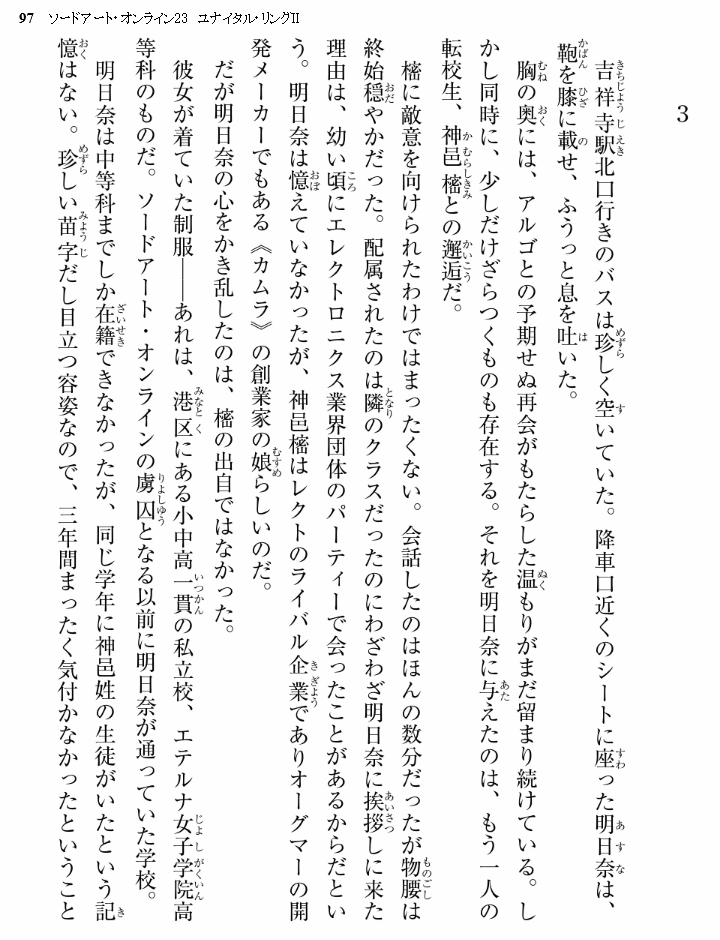 97 ソードアート・オンライン23 ユナイタル・リングII
3
吉祥寺駅北口行きのバスは珍しく空いていた。降車口近くのシートに座った明日奈は、
鞄を膝に載せ、ふうっと息を吐いた。
胸の奥には、アルゴとの予期せぬ再会がもたらした温もりがまだ留まり続けている。し
かし同時に、少しだけざらつくものも存在する。それを明日奈に与えたのは、もう一人の
転校生、神邑樒との邂逅だ。
樒に敵意を向けられたわけではまったくない。会話したのはほんの数分だったが物腰は
終始穏やかだった。配属されたのは隣のクラスだったのにわざわざ明日奈に挨拶しに来た
理由は、幼い頃にエレクトロニクス業界団体のパーティーで会ったことがあるからだとい
う。明日奈は憶えていなかったが、神邑樒はレクトのライバル企業でありオーグマーの開
発メーカーでもある《カムラ》の創業家の娘らしいのだ。
だが明日奈の心をかき乱したのは、樒の出自ではなかった。
彼女が着ていた制服――あれは、港区にある小中高一貫の私立校、エテルナ女子学院高
等科のものだ。ソードアート・オンラインの虜囚となる以前に明日奈が通っていた学校。
明日奈は中等科までしか在籍できなかったが、同じ学年に神邑姓の生徒がいたという記
憶はない。珍しい苗字だし目立つ容姿なので、三年間まったく気付かなかったということ